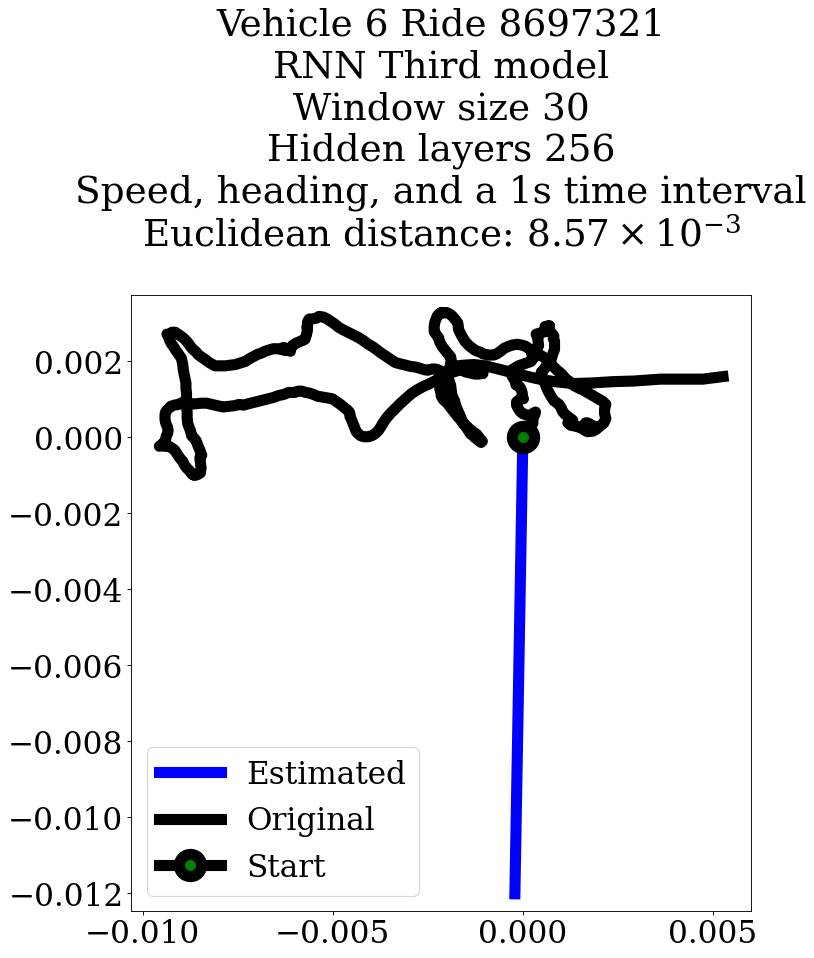 Vehicle 6 Ride 8697321
RNN Third model
Window size 30
Hidden layers 256
Speed, heading, and a 1s time interval
Euclidean distance: 8.57 × 10⁻³
0.002
0.000
−0.002
−0.004
−0.006
−0.008
−0.010
−0.012
Estimated
Original
Start
−0.010 −0.005 0.000 0.005